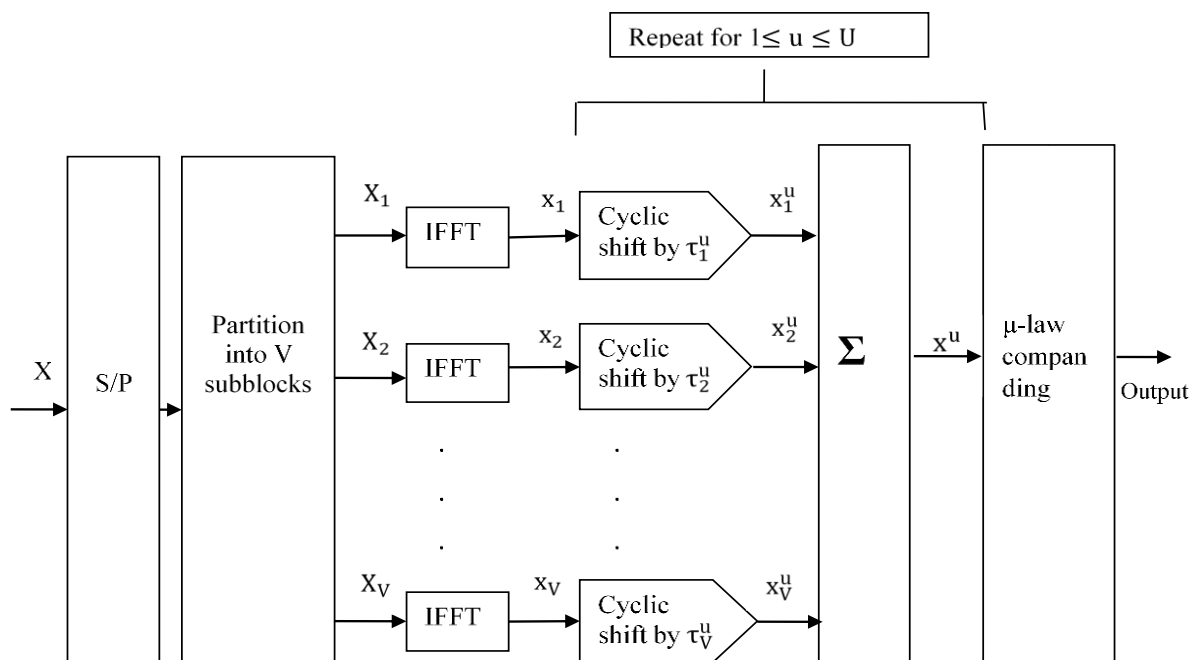 Repeat for 1≤ u ≤ U
X
S/P
Partition
into V
subblocks
X₁
IFFT
x₁
Cyclic
shift by τ₁ᵘ
x₁ᵘ
X₂
IFFT
x₂
Cyclic
shift by τ₂ᵘ
x₂ᵘ
.
.
.
.
.
.
X_V
IFFT
x_V
Cyclic
shift by τ_Vᵘ
x_Vᵘ
Σ
xᵘ
μ-law
compan
ding
Output